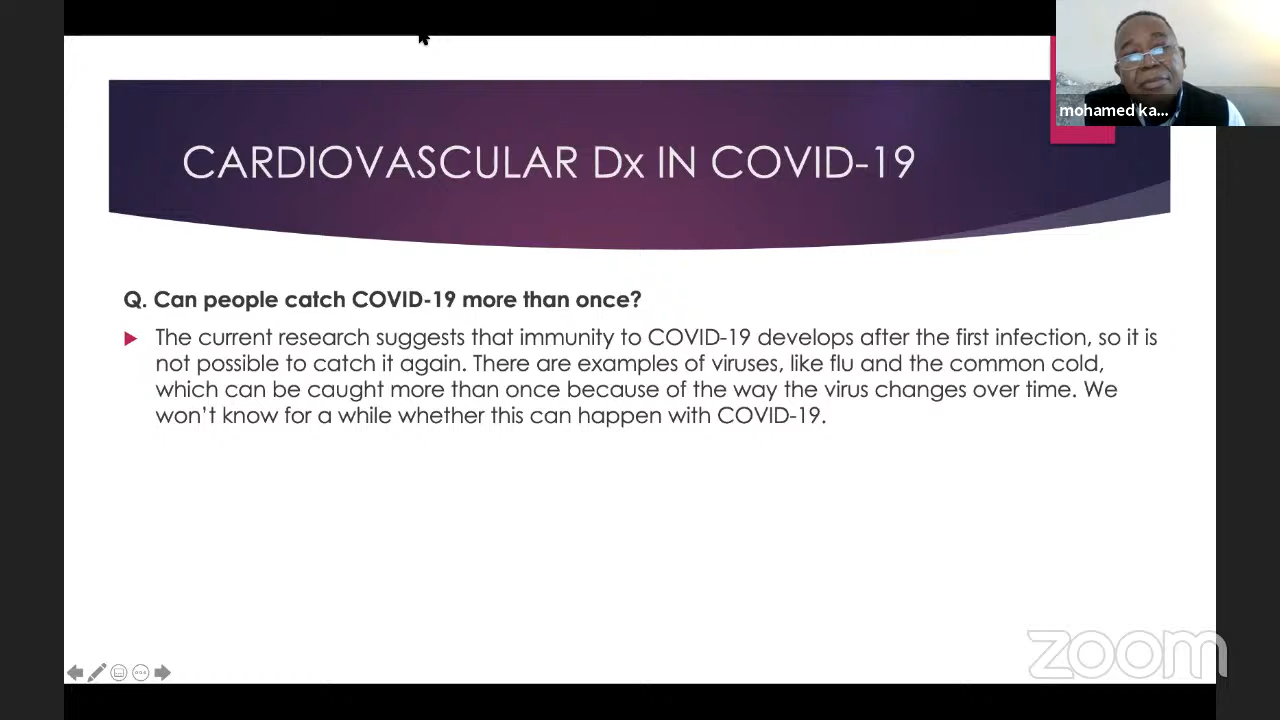 CARDIOVASCULAR Dx IN COVID-19
mohamed ka...
Q. Can people catch COVID-19 more than once?
The current research suggests that immunity to COVID-19 develops after the first infection, so it is
not possible to catch it again. There are examples of viruses, like flu and the common cold,
which can be caught more than once because of the way the virus changes over time. We
won’t know for a while whether this can happen with COVID-19.
zoom